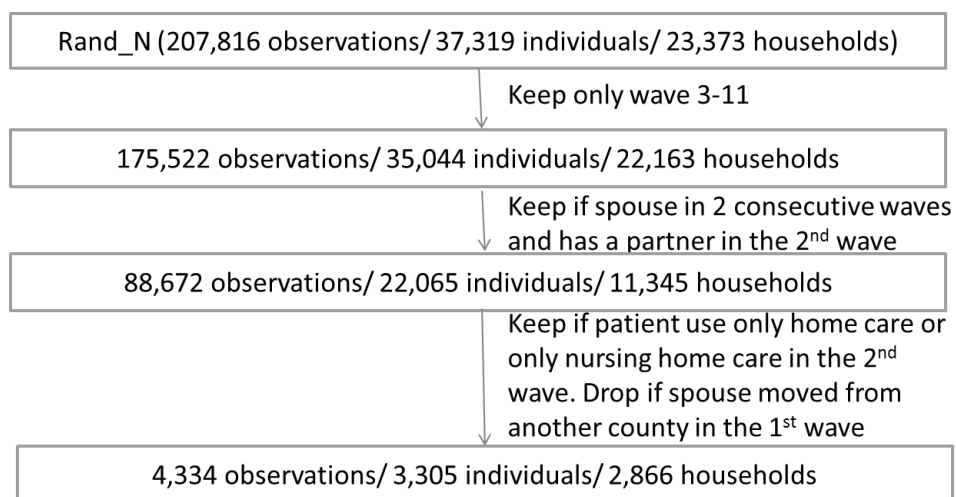 Rand_N (207,816 observations/ 37,319 individuals/ 23,373 households)
Keep only wave 3-11
175,522 observations/ 35,044 individuals/ 22,163 households
Keep if spouse in 2 consecutive waves
and has a partner in the 2nd wave
88,672 observations/ 22,065 individuals/ 11,345 households
Keep if patient use only home care or
only nursing home care in the 2nd
wave. Drop if spouse moved from
another county in the 1st wave
4,334 observations/ 3,305 individuals/ 2,866 households